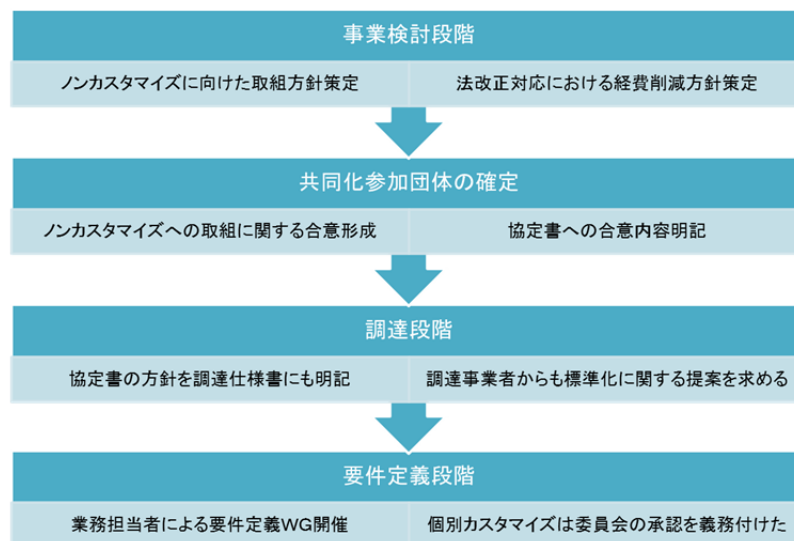 事業検討段階
ノンカスタマイズに向けた取組方針策定
法改正対応における経費削減方針策定
共同化参加団体の確定
ノンカスタマイズへの取組に関する合意形成
協定書への合意内容明記
調達段階
協定書の方針を調達仕様書にも明記
調達事業者からも標準化に関する提案を求める
要件定義段階
業務担当者による要件定義WG開催
個別カスタマイズは委員会の承認を義務付けた